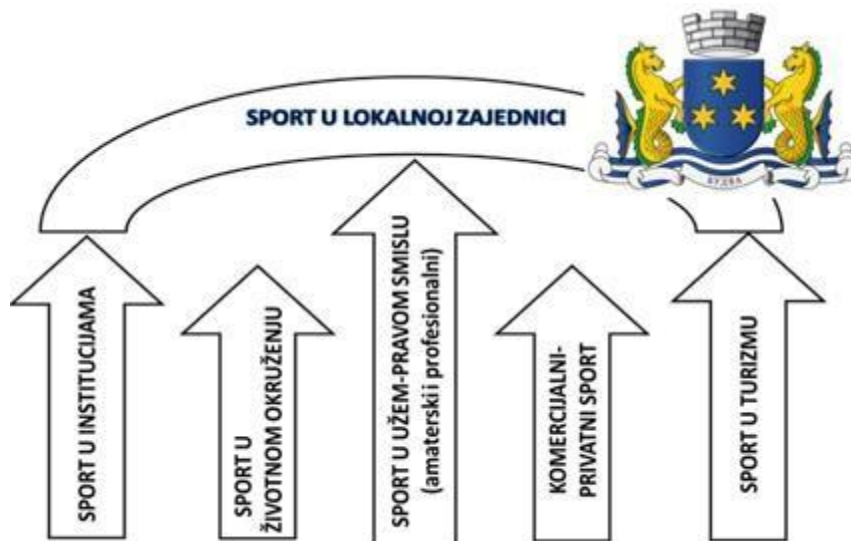 SPORT U LOKALNOJ ZAJEDNICI
БУДВА
SPORT U INSTITUCIJAMA
SPORT U
ŽIVOTNOM OKRUŽENJU
SPORT U UŽEM-PRAVOM SMISLU
(amaterski i profesionalni)
KOMERCIJALNI-
PRIVATNI SPORT
SPORT U TURIZMU